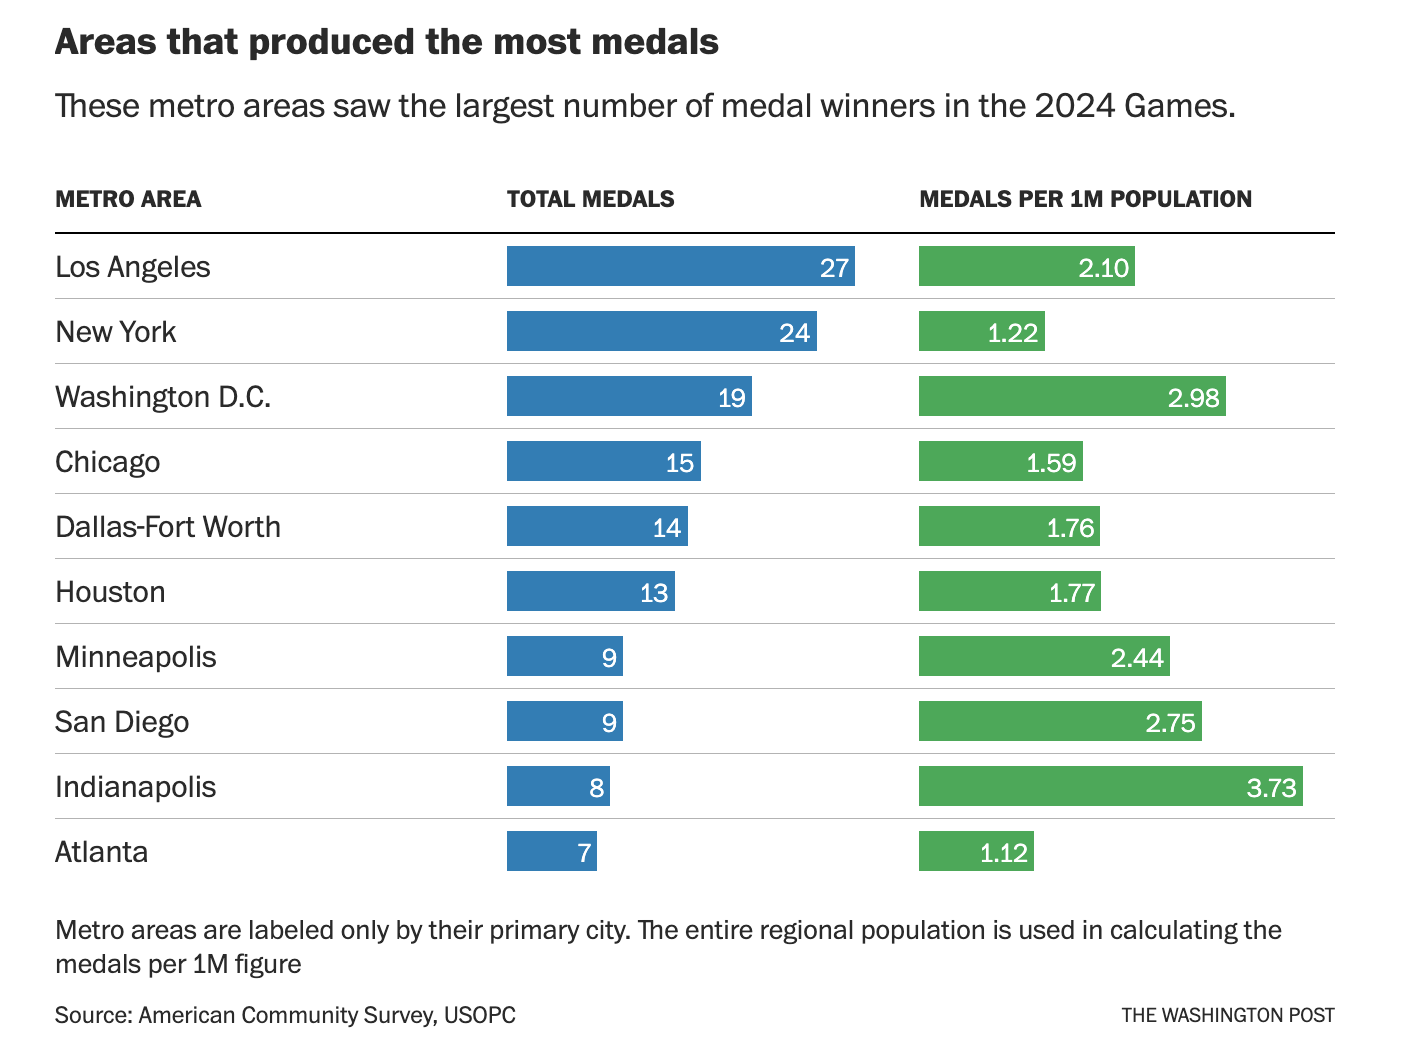 Areas that produced the most medals
These metro areas saw the largest number of medal winners in the 2024 Games.
METRO AREA TOTAL MEDALS MEDALS PER 1M POPULATION
Los Angeles 27 2.10
New York 24 1.22
Washington D.C. 19 2.98
Chicago 15 1.59
Dallas-Fort Worth 14 1.76
Houston 13 1.77
Minneapolis 9 2.44
San Diego 9 2.75
Indianapolis 8 3.73
Atlanta 7 1.12
Metro areas are labeled only by their primary city. The entire regional population is used in calculating the
medals per 1M figure
Source: American Community Survey, USOPC THE WASHINGTON POST